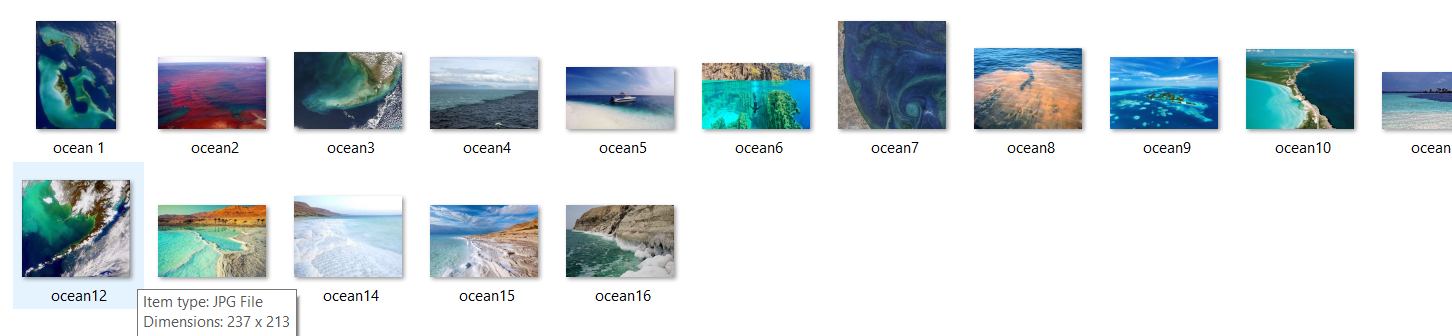 ocean 1
ocean2
ocean3
ocean4
ocean5
ocean6
ocean7
ocean8
ocean9
ocean10
ocean
ocean12
ocean14
ocean15
ocean16
Item type: JPG File
Dimensions: 237 x 213